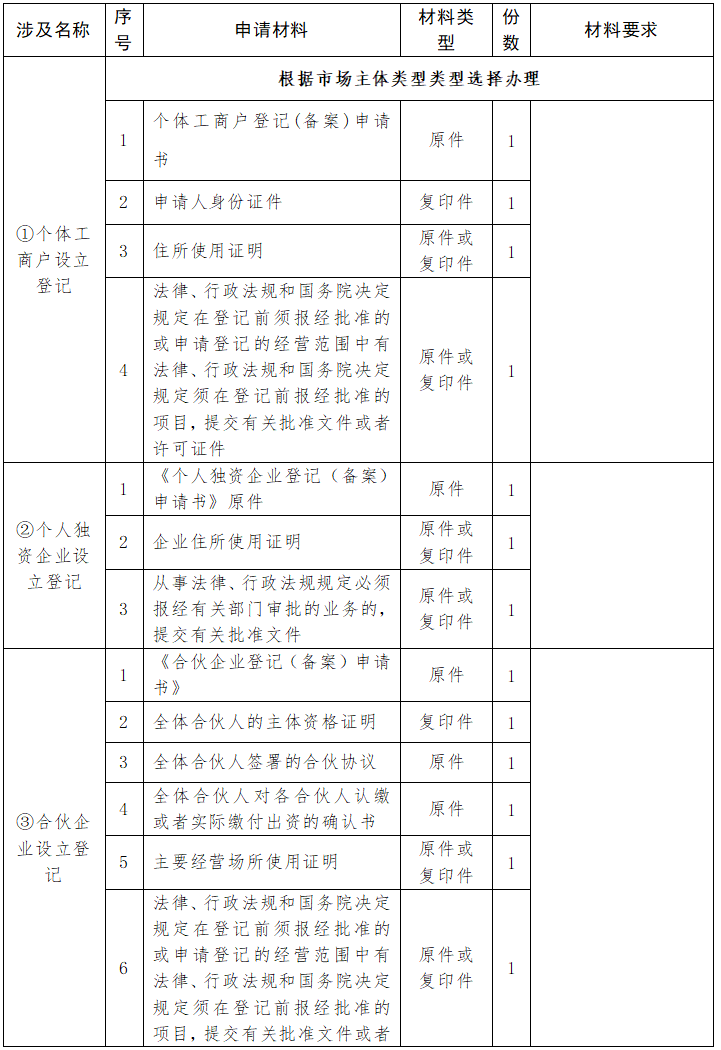 涉及名称
序号
申请材料
材料类型
份数
材料要求
根据市场主体类型类型选择办理
①个体工
商户设立
登记
1
个体工商户登记(备案)申请
书
原件
1
2
申请人身份证件
复印件
1
3
住所使用证明
原件或
复印件
1
4
法律、行政法规和国务院决定
规定在登记前须报经批准的
或申请登记的经营范围中有
法律、行政法规和国务院决定
规定须在登记前报经批准的
项目，提交有关批准文件或者
许可证件
原件或
复印件
1
②个人独
资企业设
立登记
1
《个人独资企业登记（备案）
申请书》原件
原件
1
2
企业住所使用证明
原件或
复印件
1
3
从事法律、行政法规规定必须
报经有关部门审批的业务的，
提交有关批准文件
原件或
复印件
1
③合伙企
业设立登
记
1
《合伙企业登记（备案）申请
书》
原件
1
2
全体合伙人的主体资格证明
复印件
1
3
全体合伙人签署的合伙协议
原件
1
4
全体合伙人对各合伙人认缴
或者实际缴付出资的确认书
原件
1
5
主要经营场所使用证明
原件或
复印件
1
6
法律、行政法规和国务院决定
规定在登记前须报经批准的
或申请登记的经营范围中有
法律、行政法规和国务院决定
规定须在登记前报经批准的
项目，提交有关批准文件或者
原件或
复印件
1